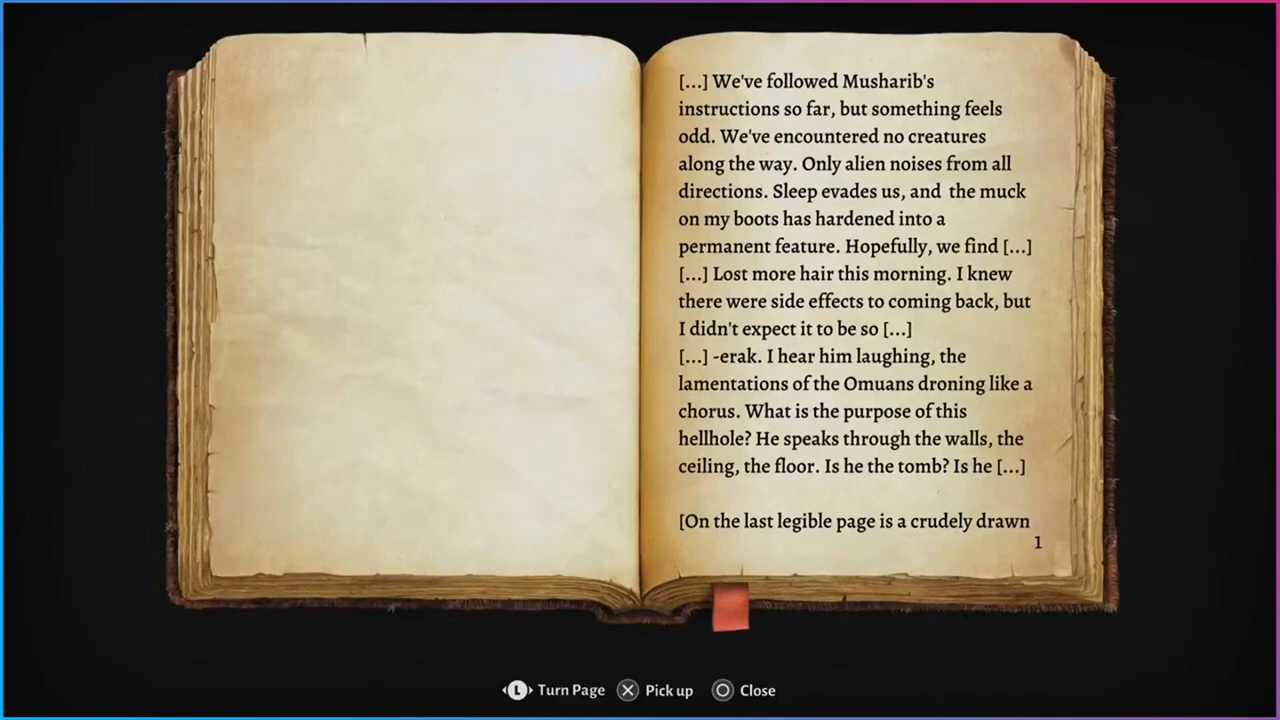 [...] We've followed Musharib's
instructions so far, but something feels
odd. We've encountered no creatures
along the way. Only alien noises from all
directions. Sleep evades us, and  the muck
on my boots has hardened into a
permanent feature. Hopefully, we find [...]
[...] Lost more hair this morning. I knew
there were side effects to coming back, but
I didn't expect it to be so [...]
[...] -erak. I hear him laughing, the
lamentations of the Omuans droning like a
chorus. What is the purpose of this
hellhole? He speaks through the walls, the
ceiling, the floor. Is he the tomb? Is he [...]
[On the last legible page is a crudely drawn
1
L Turn Page Pick up Close